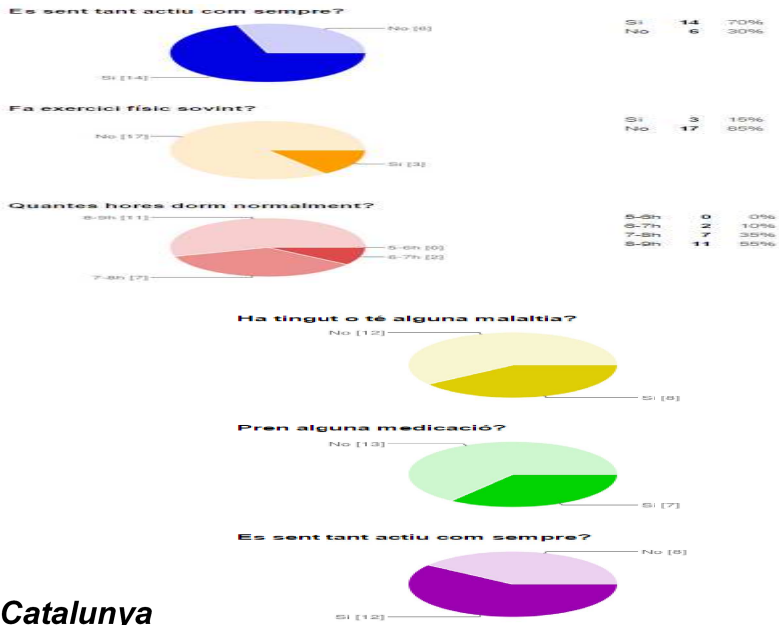 Es sent tant actiu com sempre?
No [6]
Sí 14 70%
No 6 30%
Sí [14]
Fa exercici físic sovint?
No [17]
Sí 3 15%
No 17 85%
Sí [3]
Quantes hores dorm normalment?
8-9h [11]
5-6h 0 0%
6-7h 2 10%
7-8h 7 35%
8-9h 11 55%
5-6h [0]
6-7h [2]
7-8h [7]
Ha tingut o té alguna malaltia?
No [12]
Sí [8]
Pren alguna medicació?
No [13]
Sí [7]
Es sent tant actiu com sempre?
No [8]
Sí [12]
Catalunya